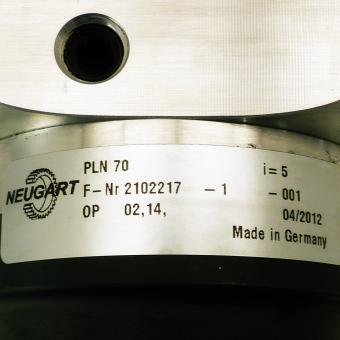 PLN 70 i= 5
NEUGART F-Nr 2102217 -1 -001
OP 02,14, 04/2012
Made in Germany